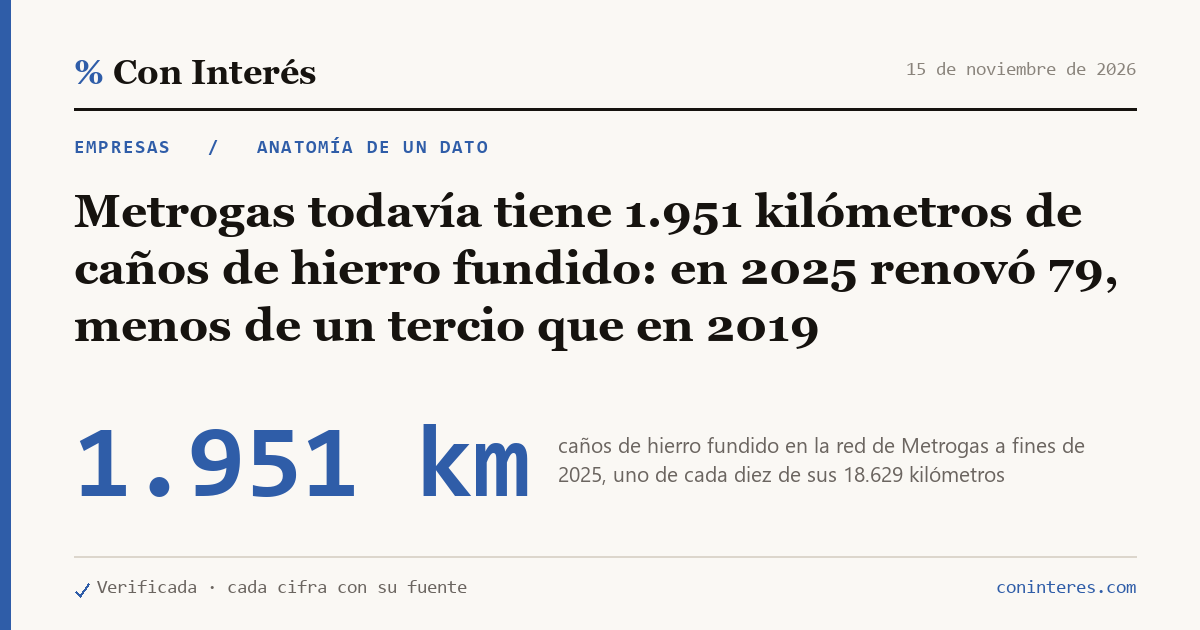 % Con Interés
15 de noviembre de 2026
EMPRESAS / ANATOMÍA DE UN DATO
Metrogas todavía tiene 1.951 kilómetros de
caños de hierro fundido: en 2025 renovó 79,
menos de un tercio que en 2019
1.951 km
caños de hierro fundido en la red de Metrogas a fines de
2025, uno de cada diez de sus 18.629 kilómetros
✓ Verificada · cada cifra con su fuente
coninteres.com